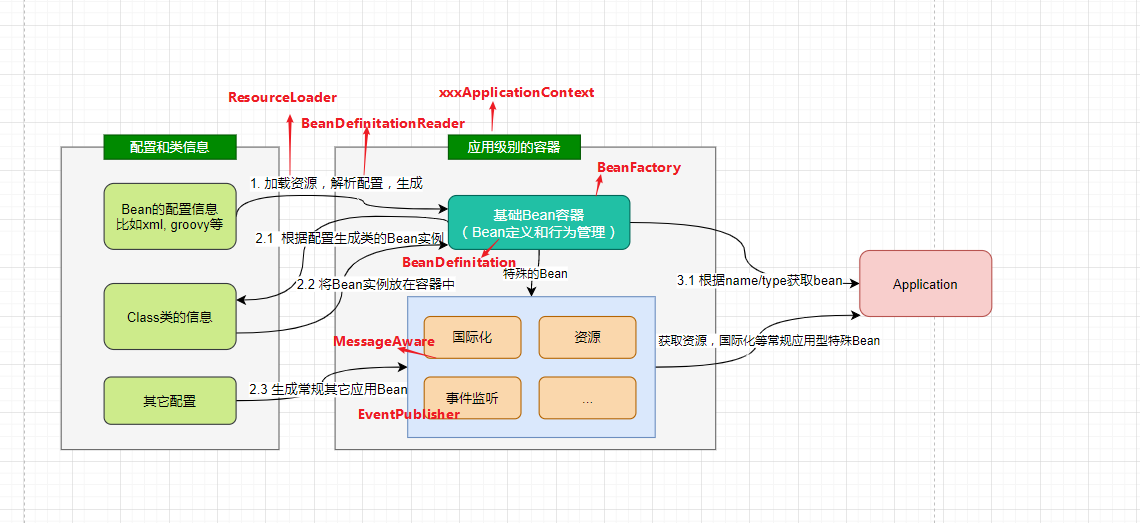 xxxApplicationContext
ResourceLoader
BeanDefinitationReader
配置和类信息
应用级别的容器
BeanFactory
1. 加载资源，解析配置，生成
Bean的配置信息
比如xml, groovy等
基础Bean容器
（ Bean定义和行为管理 ）
2.1 根据配置生成类的Bean实例
BeanDefinitation
特殊的Bean
2.2 将Bean实例放在容器中
3.1 根据name/type获取bean
Application
Class类的信息
国际化
资源
MessageAware
获取资源，国际化等常规应用型特殊Bean
2.3 生成常规其它应用Bean
其它配置
事件监听
...
EventPublisher